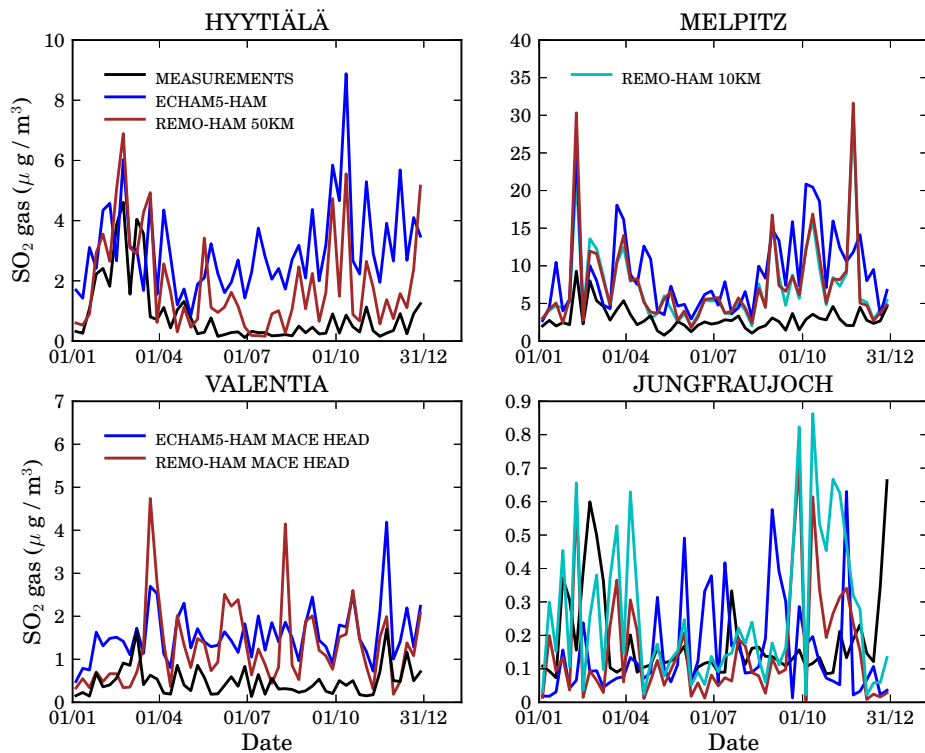 HYYTIÄLÄ
MELPITZ
SO2 gas (μ g / m3)
10
8
6
4
2
0
MEASUREMENTS
ECHAM5-HAM
REMO-HAM 50KM
01/01 01/04 01/07 01/10 31/12
40
35
30
25
20
15
10
5
0
REMO-HAM 10KM
01/01 01/04 01/07 01/10 31/12
VALENTIA
JUNGFRAUJOCH
SO2 gas (μ g / m3)
7
6
5
4
3
2
1
0
ECHAM5-HAM MACE HEAD
REMO-HAM MACE HEAD
01/01 01/04 01/07 01/10 31/12
Date
0.9
0.8
0.7
0.6
0.5
0.4
0.3
0.2
0.1
0.0
01/01 01/04 01/07 01/10 31/12
Date